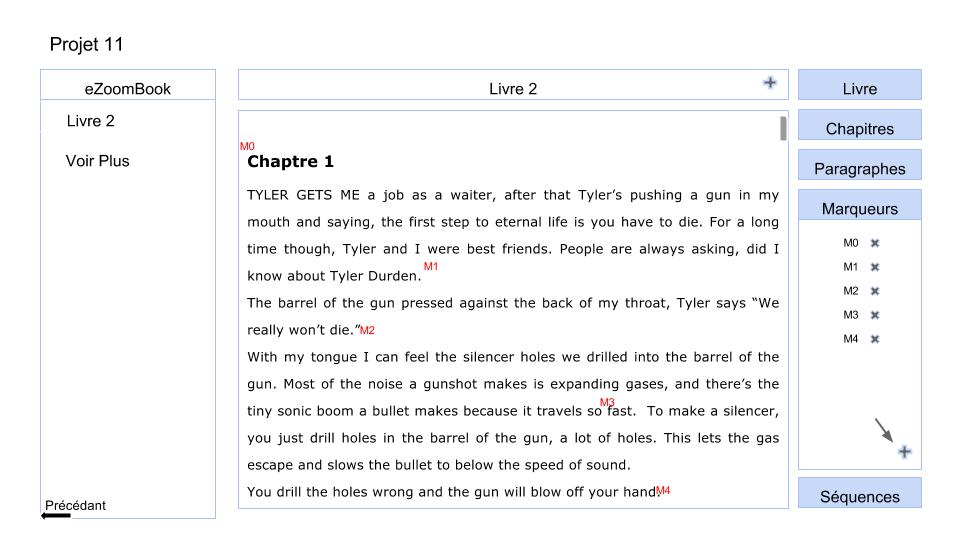 Projet 11
eZoomBook
Livre 2
Voir Plus
Précédant
Livre 2
M0
Chaptre 1
TYLER GETS ME a job as a waiter, after that Tyler’s pushing a gun in my
mouth and saying, the first step to eternal life is you have to die. For a long
time though, Tyler and I were best friends. People are always asking, did I
know about Tyler Durden. M1
The barrel of the gun pressed against the back of my throat, Tyler says “We
really won’t die.”M2
With my tongue I can feel the silencer holes we drilled into the barrel of the
gun. Most of the noise a gunshot makes is expanding gases, and there’s the
tiny sonic boom a bullet makes because it travels so M3 fast. To make a silencer,
you just drill holes in the barrel of the gun, a lot of holes. This lets the gas
escape and slows the bullet to below the speed of sound.
You drill the holes wrong and the gun will blow off your hand.M4
Livre
Chapitres
Paragraphes
Marqueurs
M0
M1
M2
M3
M4
Séquences